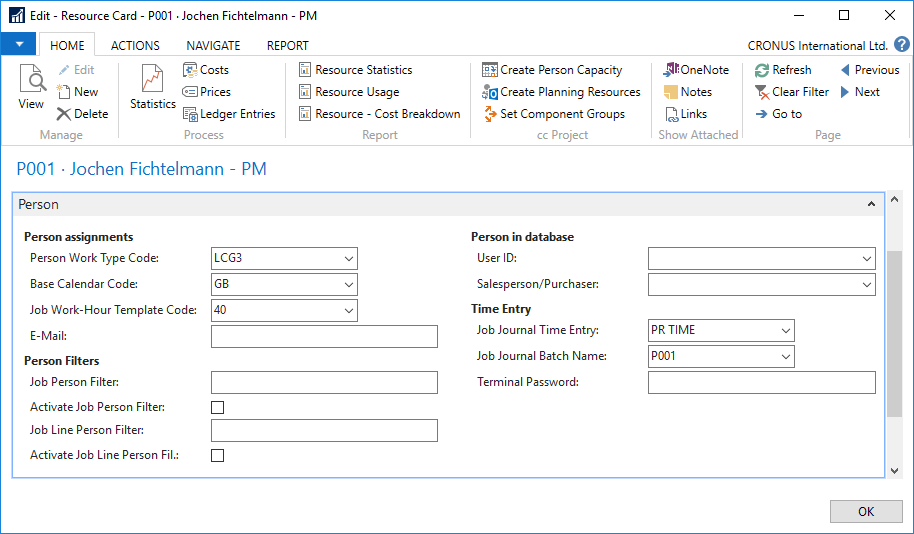 Edit - Resource Card - P001 · Jochen Fichtelmann - PM
HOME ACTIONS NAVIGATE REPORT CRONUS International Ltd. ?
View
Edit
New
Delete
Manage
Statistics
Costs
Prices
Ledger Entries
Process
Resource Statistics
Resource Usage
Resource - Cost Breakdown
Report
Create Person Capacity
Create Planning Resources
Set Component Groups
cc Project
OneNote
Notes
Links
Show Attached
Refresh
Clear Filter
Go to
Previous
Next
Page
P001 · Jochen Fichtelmann - PM
Person
Person assignments
Person Work Type Code: LCG3
Base Calendar Code: GB
Job Work-Hour Template Code: 40
E-Mail:
Person Filters
Job Person Filter:
Activate Job Person Filter:
Job Line Person Filter:
Activate Job Line Person Fil.:
Person in database
User ID:
Salesperson/Purchaser:
Time Entry
Job Journal Time Entry: PR TIME
Job Journal Batch Name: P001
Terminal Password:
OK